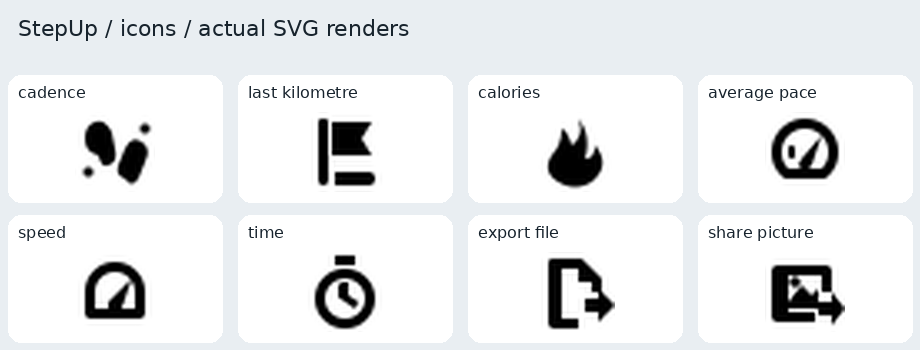 StepUp / icons / actual SVG renders
cadence
last kilometre
calories
average pace
speed
time
export file
share picture